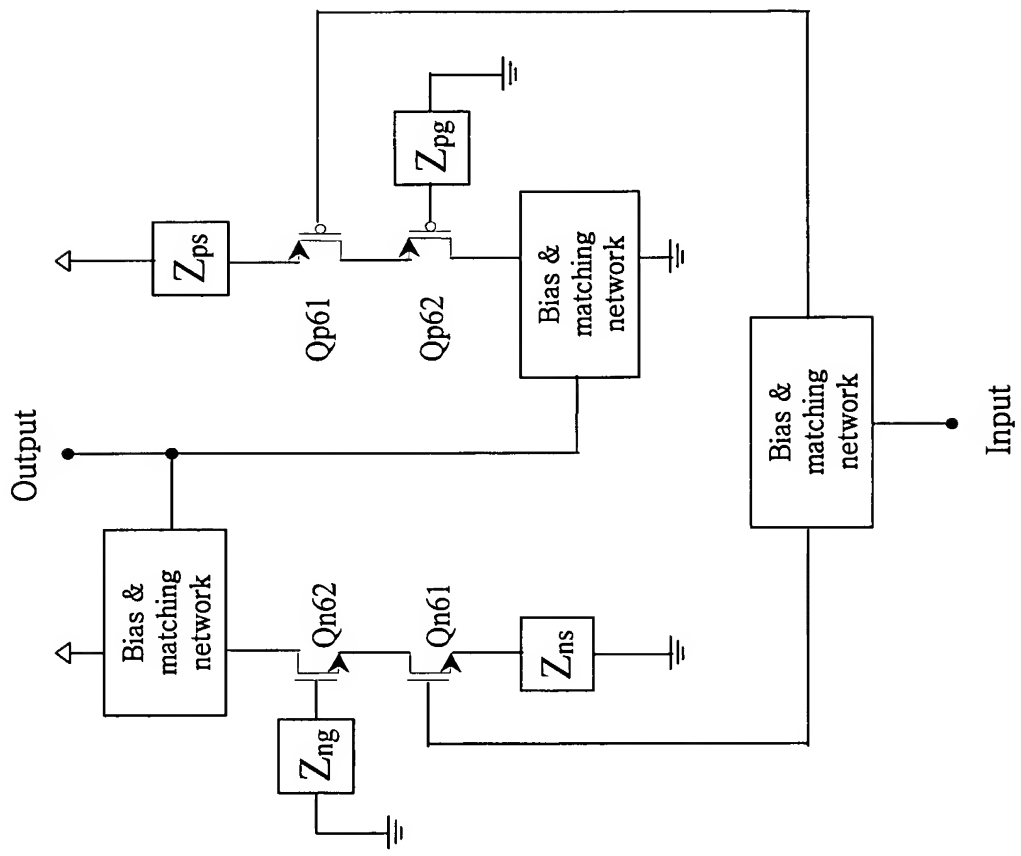 Output
Bias &
matching
network
Zps
Qp61
Zpg
Qp62
Bias &
matching
network
Qn62
Zng
Qn61
Zns
Bias &
matching
network
Input